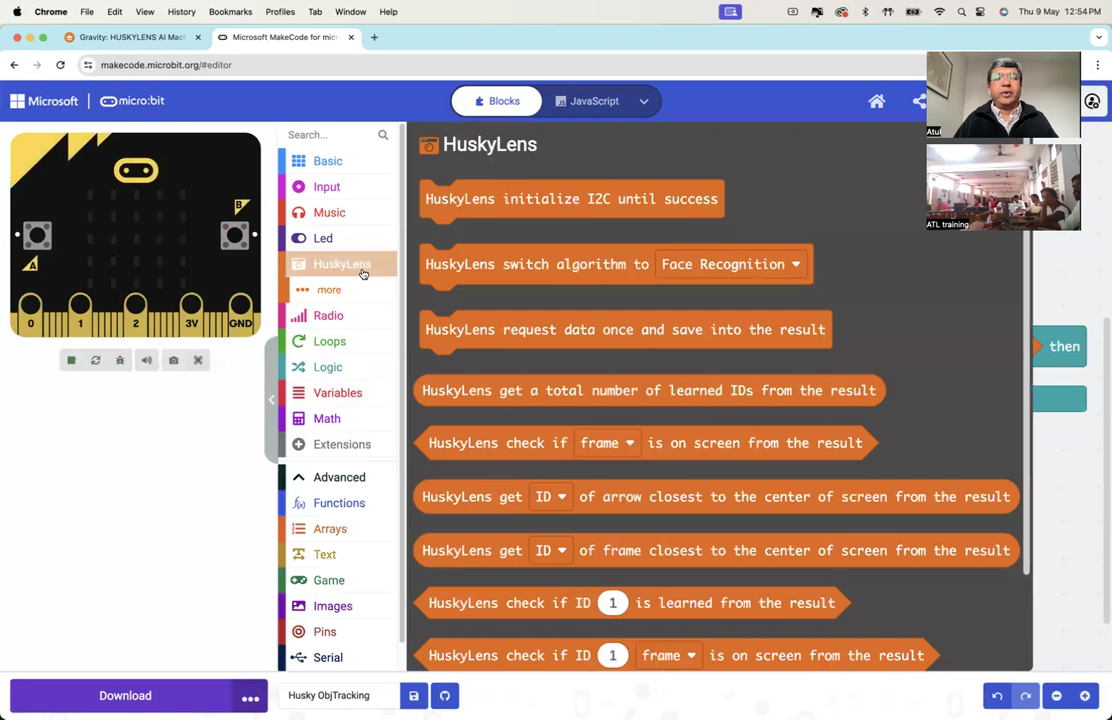 Chrome File Edit View History Bookmarks Profiles Tab Window Help
Thu 9 May 12:54 PM
Gravity: HUSKYLENS AI Mac
Microsoft MakeCode for micr
makecode.microbit.org/#editor
Microsoft micro:bit
Blocks JavaScript
Atul
ATL training
A
B
0 1 2 3V GND
Search...
Basic
Input
Music
Led
HuskyLens
more
Radio
Loops
Logic
Variables
Math
Extensions
Advanced
Functions
Arrays
Text
Game
Images
Pins
Serial
HuskyLens
HuskyLens initialize I2C until success
HuskyLens switch algorithm to Face Recognition
HuskyLens request data once and save into the result
HuskyLens get a total number of learned IDs from the result
HuskyLens check if frame is on screen from the result
HuskyLens get ID of arrow closest to the center of screen from the result
HuskyLens get ID of frame closest to the center of screen from the result
HuskyLens check if ID 1 is learned from the result
HuskyLens check if ID 1 frame is on screen from the result
then
Download
Husky ObjTracking